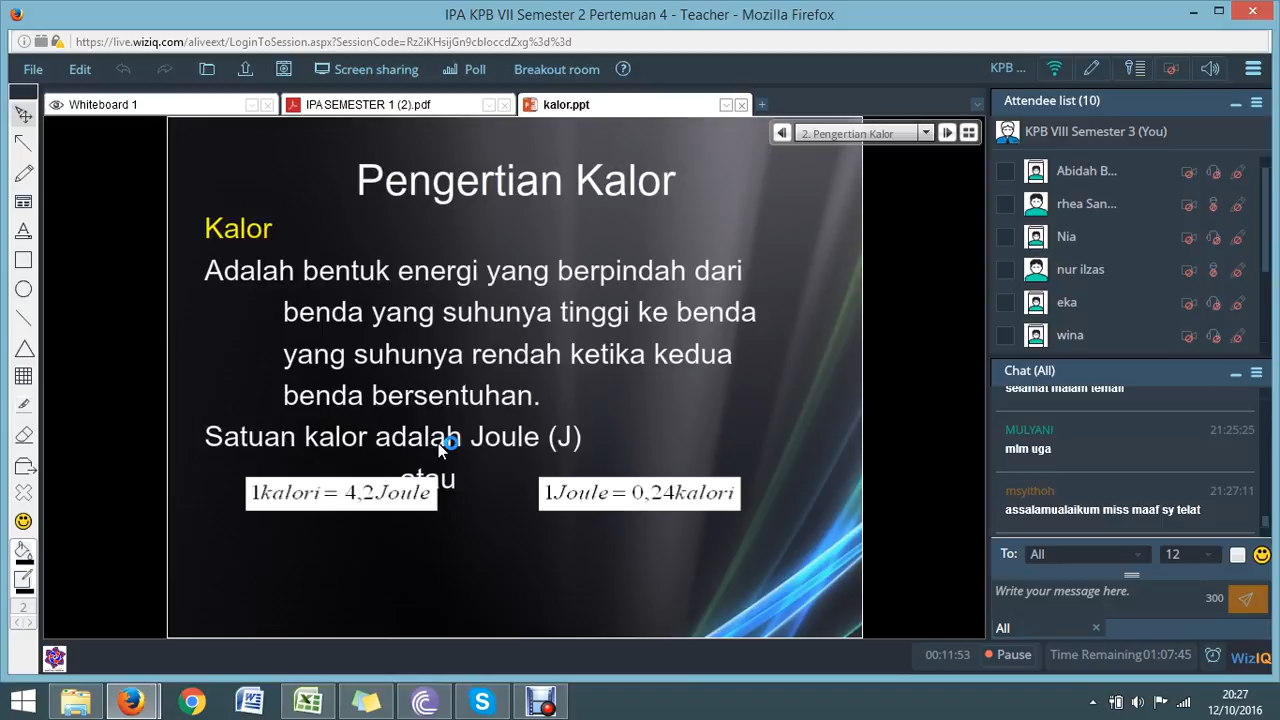 IPA KPB VII Semester 2 Pertemuan 4 - Teacher - Mozilla Firefox
https://live.wiziq.com/aliveext/LoginToSession.aspx?SessionCode=Rz2iKHsijGn9cbloccdZxg%3d%3d
File Edit Screen sharing Poll Breakout room KPB ...
Whiteboard 1 IPA SEMESTER 1 (2).pdf kalor.ppt
2. Pengertian Kalor
Pengertian Kalor
Kalor
Adalah bentuk energi yang berpindah dari
benda yang suhunya tinggi ke benda
yang suhunya rendah ketika kedua
benda bersentuhan.
Satuan kalor adalah Joule (J)
atau
1kalori = 4,2Joule 1Joule = 0,24kalori
2
Attendee list (10)
KPB VIII Semester 3 (You)
Abidah B...
rhea San...
Nia
nur ilzas
eka
wina
Chat (All)
selamat malam teman
MULYANI 21:25:25
mlm uga
rnsyithoh 21:27:11
assalamualaikum miss maaf sy telat
To: All 12
Write your message here. 300
All
00:11:53 Pause Time Remaining 01:07:45 WizIQ
20:27
12/10/2016